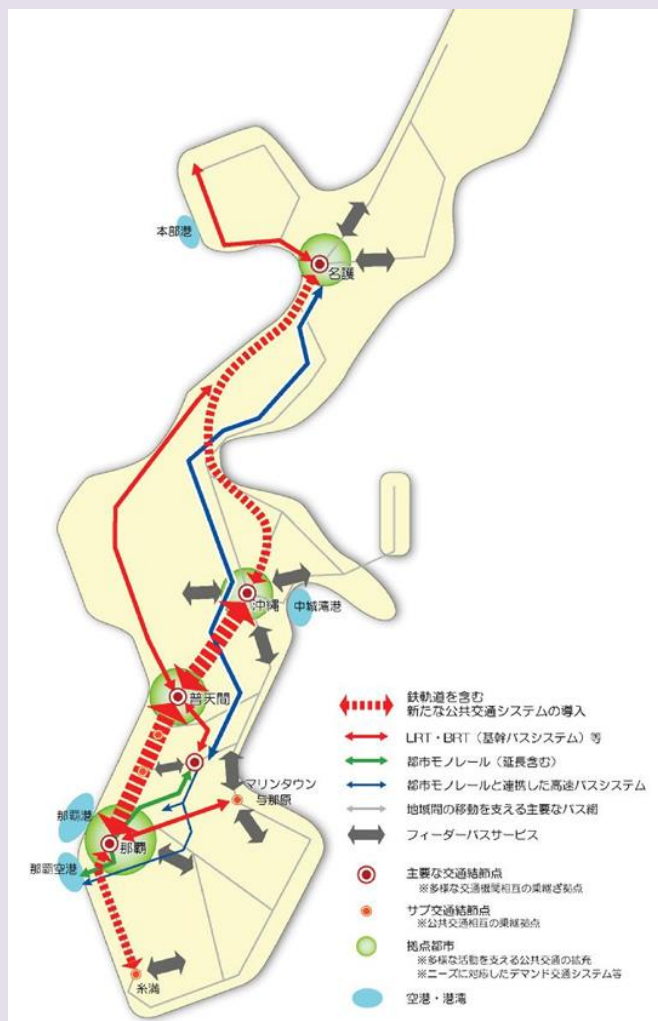 本部港
名護
沖縄
中城湾港
普天間
マリンタウン
与那原
那覇港
那覇
那覇空港
糸満
鉄軌道を含む
新たな公共交通システムの導入
LRT・BRT（基幹バスシステム）等
都市モノレール（延長含む）
都市モノレールと連携した高速バスシステム
地域間の移動を支える主要なバス網
フィーダーバスサービス
主要な交通結節点
※多様な交通機関相互の乗継ぎ拠点
サブ交通結節点
※公共交通相互の乗継拠点
拠点都市
※多様な活動を支える公共交通の拡充
※ニーズに対応したデマンド交通システム等
空港・港湾